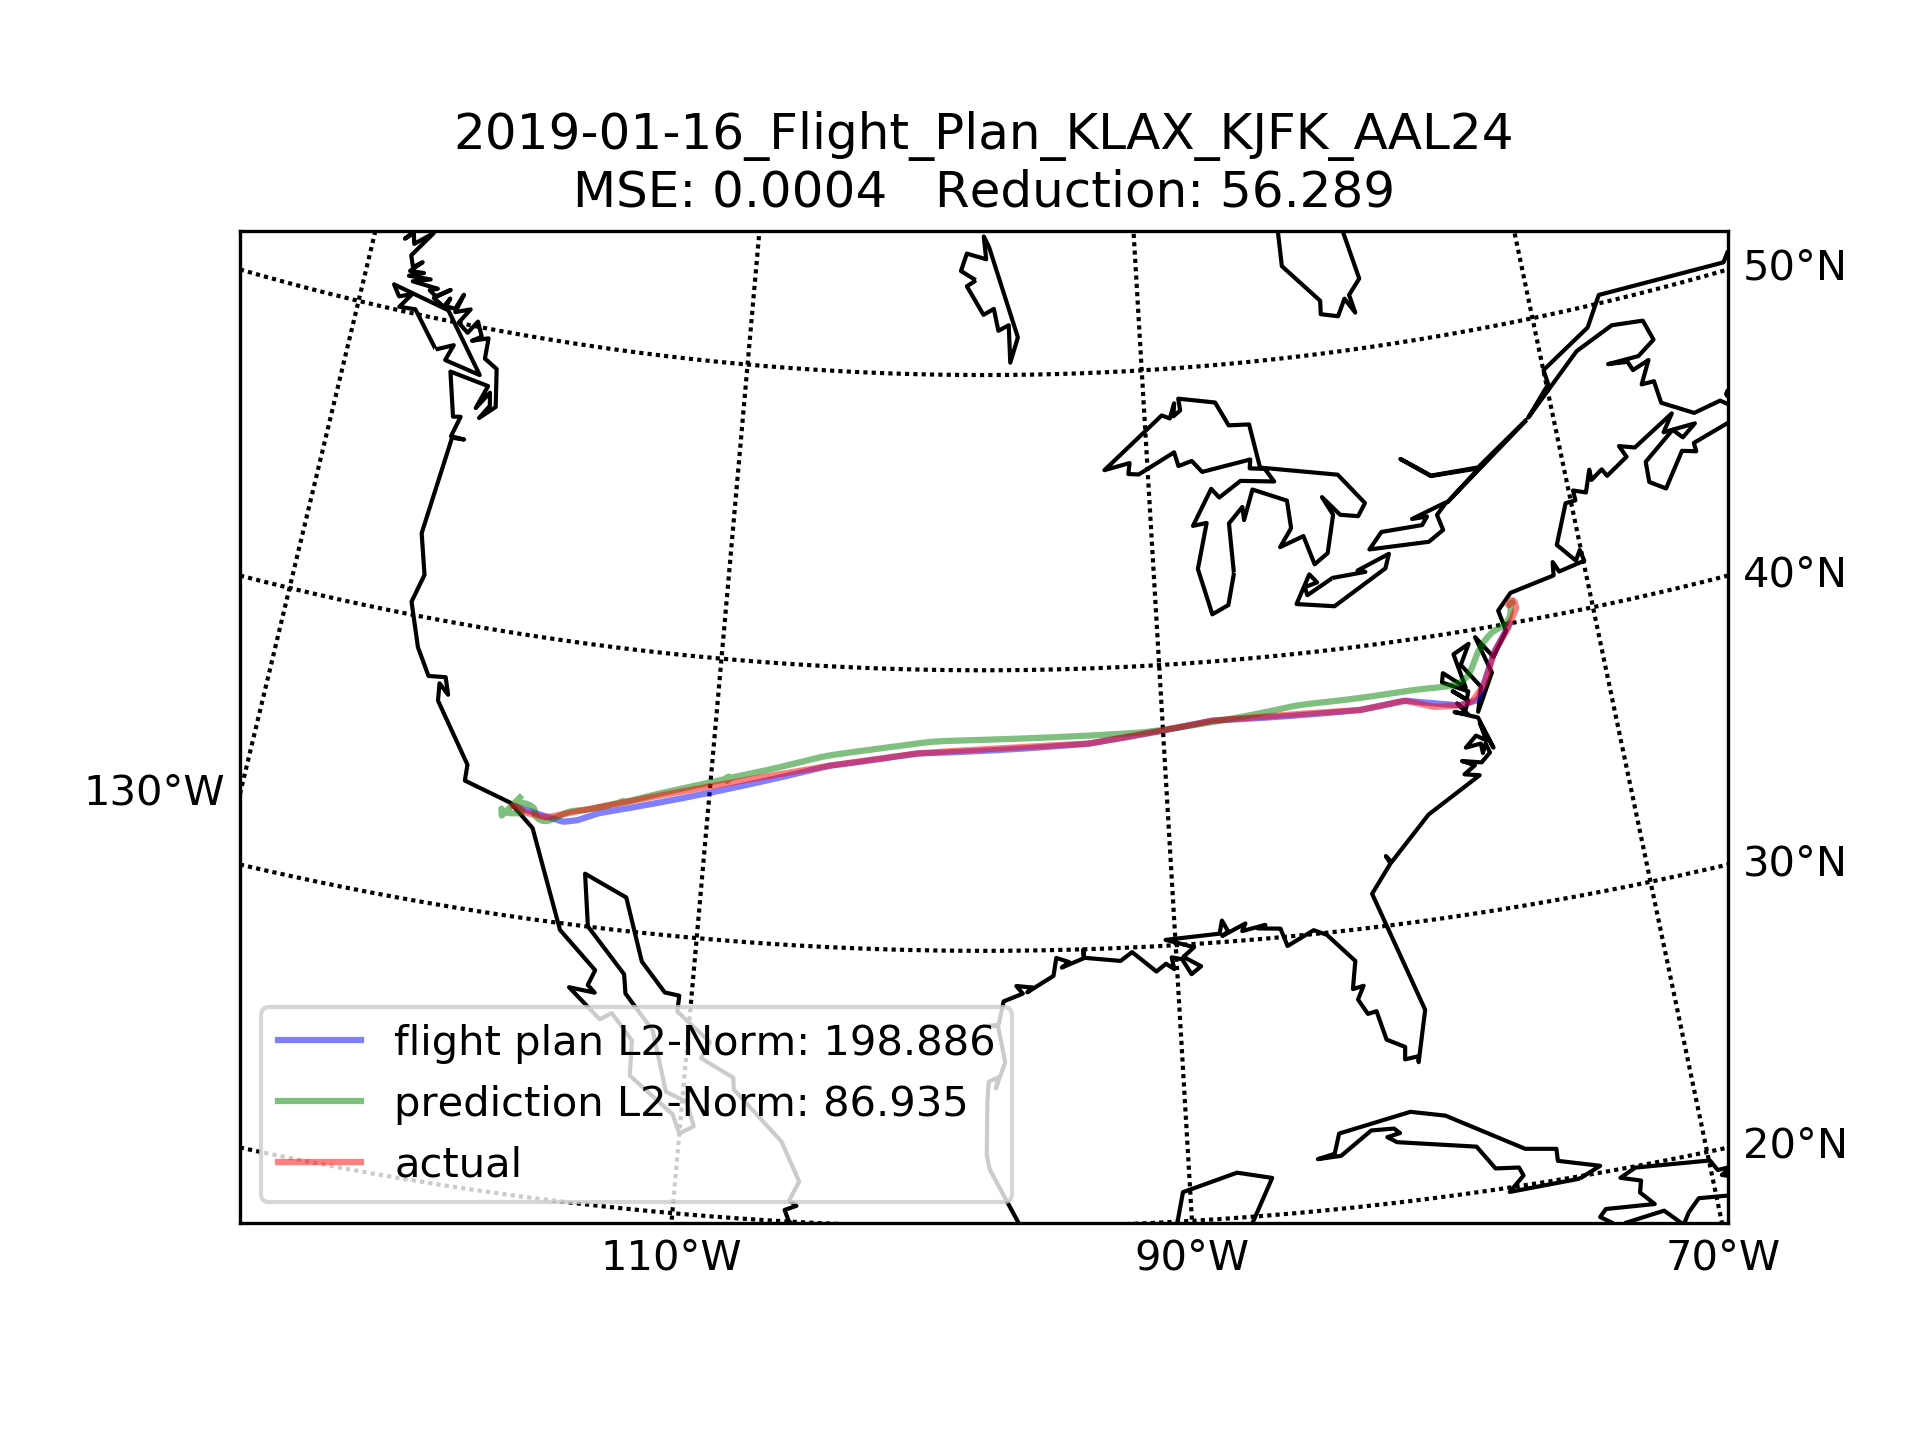 2019-01-16_Flight_Plan_KLAX_KJFK_AAL24
MSE: 0.0004   Reduction: 56.289
50°N
40°N
130°W
30°N
flight plan L2-Norm: 198.886
prediction L2-Norm: 86.935
20°N
actual
110°W
90°W
70°W